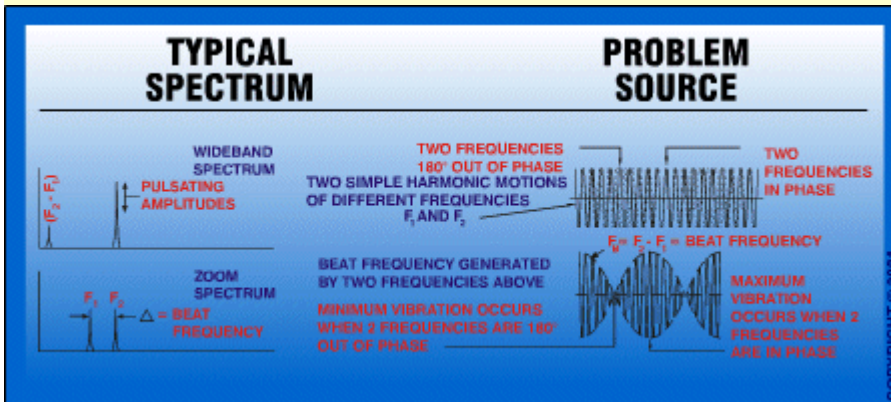 TYPICAL
SPECTRUM
PROBLEM
SOURCE
WIDEBAND
SPECTRUM
(F2 - F1)
PULSATING
AMPLITUDES
TWO FREQUENCIES
180° OUT OF PHASE
TWO
FREQUENCIES
IN PHASE
TWO SIMPLE HARMONIC MOTIONS
OF DIFFERENT FREQUENCIES
F1 AND F2
ZOOM
SPECTRUM
F1 F2
Δ = BEAT
FREQUENCY
BEAT FREQUENCY GENERATED
BY TWO FREQUENCIES ABOVE
= F2 - F1 = BEAT FREQUENCY
MINIMUM VIBRATION OCCURS
WHEN 2 FREQUENCIES ARE 180°
OUT OF PHASE
MAXIMUM
VIBRATION
OCCURS WHEN 2
FREQUENCIES
ARE IN PHASE